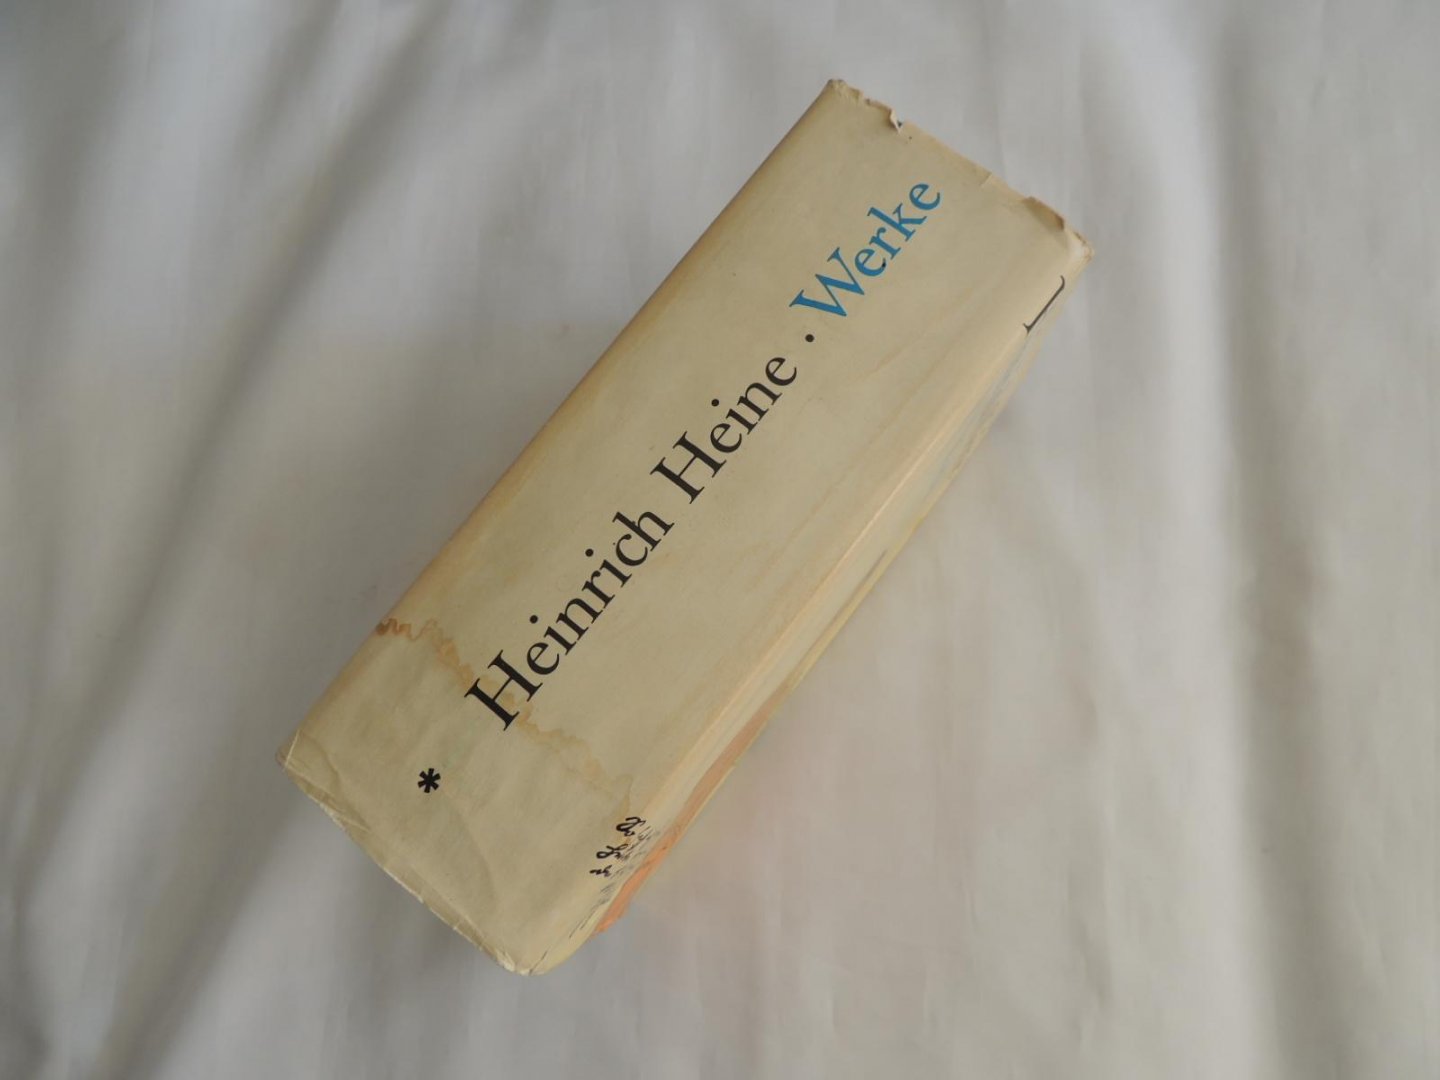 * Heinrich Heine · Werke